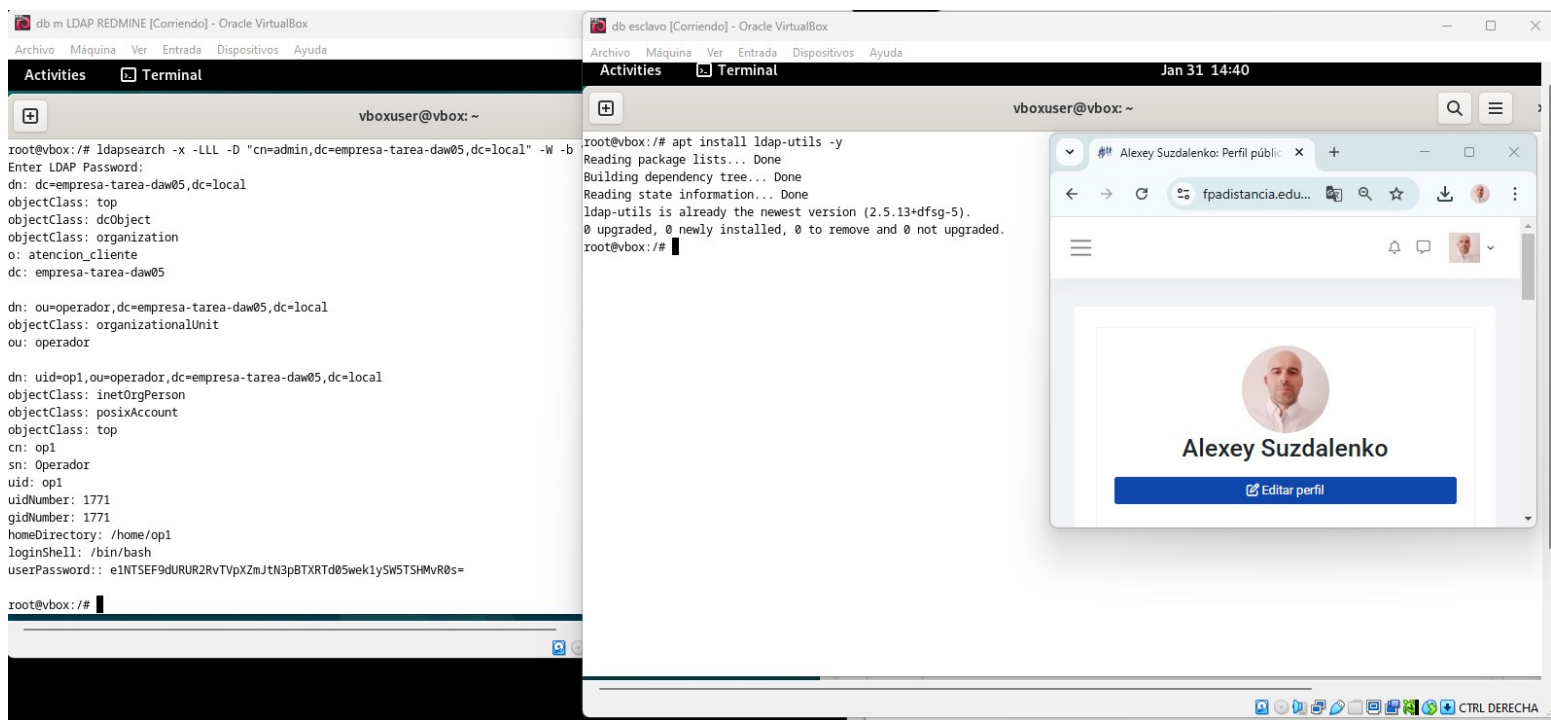 db m LDAP REDMINE [Corriendo] - Oracle VirtualBox
Archivo Máquina Ver Entrada Dispositivos Ayuda
Activities Terminal
vboxuser@vbox: ~
root@vbox:/# ldapsearch -x -LLL -D "cn=admin,dc=empresa-tarea-daw05,dc=local" -W -b
Enter LDAP Password:
dn: dc=empresa-tarea-daw05,dc=local
objectClass: top
objectClass: dcObject
objectClass: organization
o: atencion_cliente
dc: empresa-tarea-daw05
dn: ou=operador,dc=empresa-tarea-daw05,dc=local
objectClass: organizationalUnit
ou: operador
dn: uid=op1,ou=operador,dc=empresa-tarea-daw05,dc=local
objectClass: inetOrgPerson
objectClass: posixAccount
objectClass: top
cn: op1
sn: Operador
uid: op1
uidNumber: 1771
gidNumber: 1771
homeDirectory: /home/op1
loginShell: /bin/bash
userPassword:: e1NTSEF9dURUR2RvTVpXZmJtN3pBTXRTd05wek1ySW5TSHMvR0s=
root@vbox:/#
db esclavo [Corriendo] - Oracle VirtualBox
Archivo Máquina Ver Entrada Dispositivos Ayuda
Activities Terminal Jan 31 14:40
vboxuser@vbox: ~
root@vbox:/# apt install ldap-utils -y
Reading package lists... Done
Building dependency tree... Done
Reading state information... Done
ldap-utils is already the newest version (2.5.13+dfsg-5).
0 upgraded, 0 newly installed, 0 to remove and 0 not upgraded.
root@vbox:/#
Alexey Suzdalenko: Perfil públic
fpadistancia.edu...
Alexey Suzdalenko
Editar perfil
CTRL DERECHA